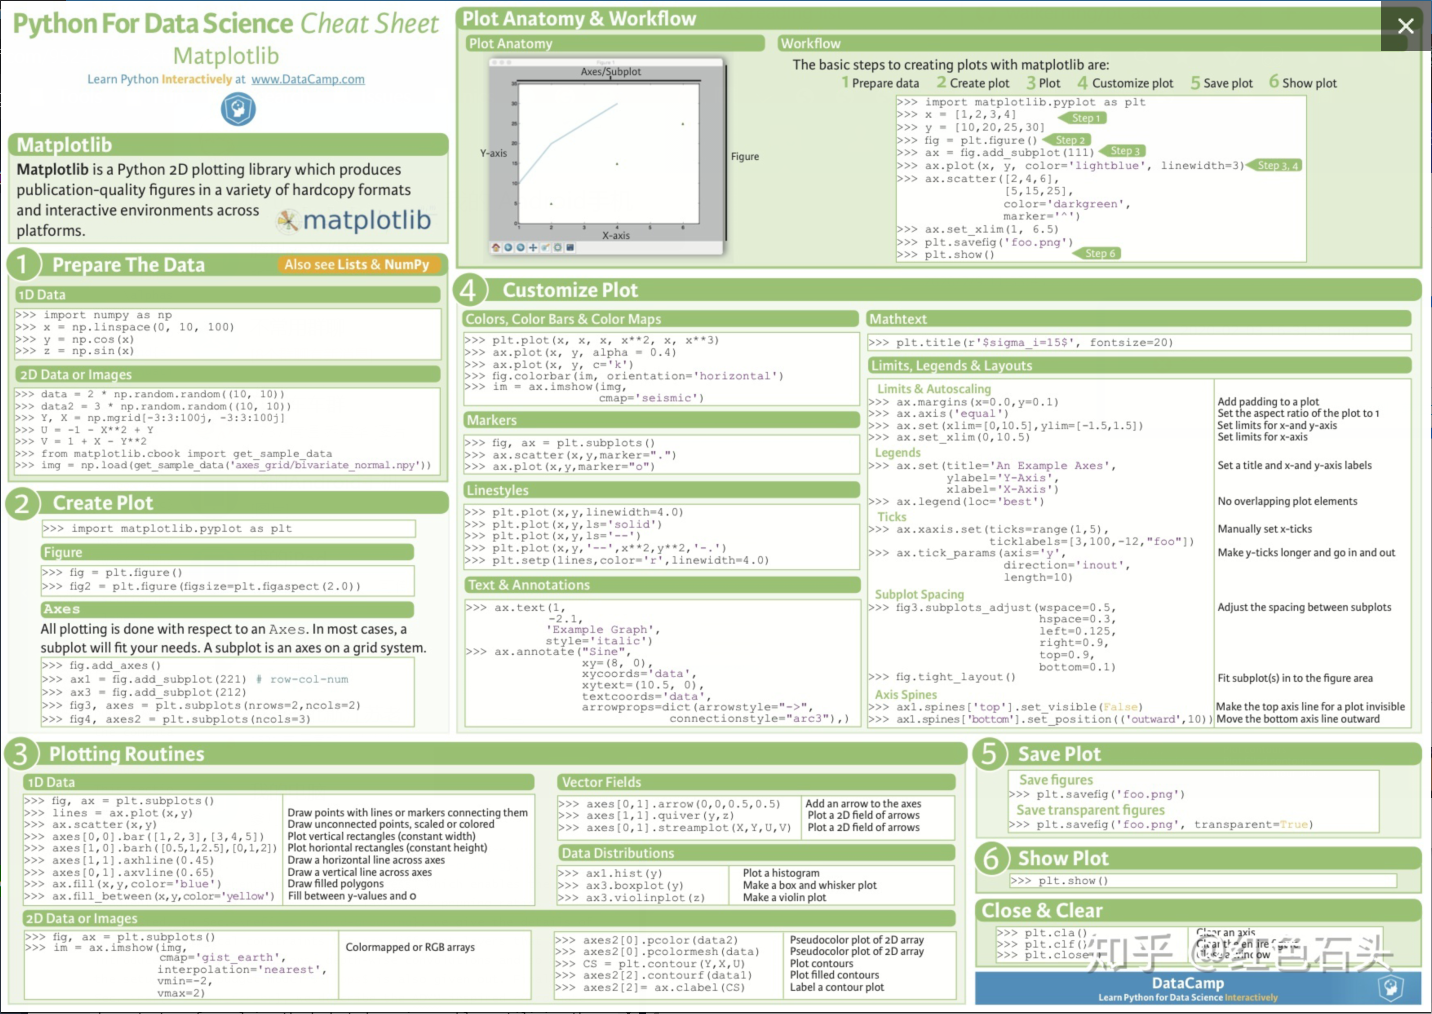 Python For Data Science Cheat Sheet
Matplotlib
Learn Python Interactively at www.DataCamp.com
Matplotlib
Matplotlib is a Python 2D plotting library which produces
publication-quality figures in a variety of hardcopy formats
and interactive environments across
platforms.
matplotlib
1 Prepare The Data
Also see Lists & NumPy
1D Data
>>> import numpy as np
>>> x = np.linspace(0, 10, 100)
>>> y = np.cos(x)
>>> z = np.sin(x)
2D Data or Images
>>> data = 2 * np.random.random((10, 10))
>>> data2 = 3 * np.random.random((10, 10))
>>> Y, X = np.mgrid[-3:3:100j, -3:3:100j]
>>> U = -1 - X**2 + Y
>>> V = 1 + X - Y**2
>>> from matplotlib.cbook import get_sample_data
>>> img = np.load(get_sample_data('axes_grid/bivariate_normal.npy'))
2 Create Plot
>>> import matplotlib.pyplot as plt
Figure
>>> fig = plt.figure()
>>> fig2 = plt.figure(figsize=plt.figaspect(2.0))
Axes
All plotting is done with respect to an Axes. In most cases, a
subplot will fit your needs. A subplot is an axes on a grid system.
>>> fig.add_axes()
>>> ax1 = fig.add_subplot(221) # row-col-num
>>> ax3 = fig.add_subplot(212)
>>> fig3, axes = plt.subplots(nrows=2,ncols=2)
>>> fig4, axes2 = plt.subplots(ncols=3)
Plot Anatomy & Workflow
Plot Anatomy
Figure 1
Axes/Subplot
Y-axis
Figure
X-axis
35
30
25
20
15
10
5
0
1 2 3 4 5 6
Workflow
The basic steps to creating plots with matplotlib are:
1 Prepare data 2 Create plot 3 Plot 4 Customize plot 5 Save plot 6 Show plot
>>> import matplotlib.pyplot as plt
>>> x = [1,2,3,4] Step 1
>>> y = [10,20,25,30]
>>> fig = plt.figure() Step 2
>>> ax = fig.add_subplot(111) Step 3
>>> ax.plot(x, y, color='lightblue', linewidth=3) Step 3, 4
>>> ax.scatter([2,4,6],
[5,15,25],
color='darkgreen',
marker='^')
>>> ax.set_xlim(1, 6.5)
>>> plt.savefig('foo.png')
>>> plt.show() Step 6
4 Customize Plot
Colors, Color Bars & Color Maps
>>> plt.plot(x, x, x, x**2, x, x**3)
>>> ax.plot(x, y, alpha = 0.4)
>>> ax.plot(x, y, c='k')
>>> fig.colorbar(im, orientation='horizontal')
>>> im = ax.imshow(img,
cmap='seismic')
Markers
>>> fig, ax = plt.subplots()
>>> ax.scatter(x,y,marker=".")
>>> ax.plot(x,y,marker="o")
Linestyles
>>> plt.plot(x,y,linewidth=4.0)
>>> plt.plot(x,y,ls='solid')
>>> plt.plot(x,y,ls='--')
>>> plt.plot(x,y,'--',x**2,y**2,'-.')
>>> plt.setp(lines,color='r',linewidth=4.0)
Text & Annotations
>>> ax.text(1,
-2.1,
'Example Graph',
style='italic')
>>> ax.annotate("Sine",
xy=(8, 0),
xycoords='data',
xytext=(10.5, 0),
textcoords='data',
arrowprops=dict(arrowstyle="->",
connectionstyle="arc3"),)
Mathtext
>>> plt.title(r'$sigma_i=15$', fontsize=20)
Limits, Legends & Layouts
Limits & Autoscaling
>>> ax.margins(x=0.0,y=0.1) Add padding to a plot
>>> ax.axis('equal') Set the aspect ratio of the plot to 1
>>> ax.set(xlim=[0,10.5],ylim=[-1.5,1.5]) Set limits for x-and y-axis
>>> ax.set_xlim(0,10.5) Set limits for x-axis
Legends
>>> ax.set(title='An Example Axes', Set a title and x-and y-axis labels
ylabel='Y-Axis',
xlabel='X-Axis')
>>> ax.legend(loc='best') No overlapping plot elements
Ticks
>>> ax.xaxis.set(ticks=range(1,5), Manually set x-ticks
ticklabels=[3,100,-12,"foo"])
>>> ax.tick_params(axis='y', Make y-ticks longer and go in and out
direction='inout',
length=10)
Subplot Spacing
>>> fig3.subplots_adjust(wspace=0.5, Adjust the spacing between subplots
hspace=0.3,
left=0.125,
right=0.9,
top=0.9,
bottom=0.1)
>>> fig.tight_layout() Fit subplot(s) in to the figure area
Axis Spines
>>> ax1.spines['top'].set_visible(False) Make the top axis line for a plot invisible
>>> ax1.spines['bottom'].set_position(('outward',10)) Move the bottom axis line outward
3 Plotting Routines
1D Data
>>> fig, ax = plt.subplots()
>>> lines = ax.plot(x,y) Draw points with lines or markers connecting them
>>> ax.scatter(x,y) Draw unconnected points, scaled or colored
>>> axes[0,0].bar([1,2,3],[3,4,5]) Plot vertical rectangles (constant width)
>>> axes[1,0].barh([0.5,1,2.5],[0,1,2]) Plot horiontal rectangles (constant height)
>>> axes[1,1].axhline(0.45) Draw a horizontal line across axes
>>> axes[0,1].axvline(0.65) Draw a vertical line across axes
>>> ax.fill(x,y,color='blue') Draw filled polygons
>>> ax.fill_between(x,y,color='yellow') Fill between y-values and 0
2D Data or Images
>>> fig, ax = plt.subplots()
>>> im = ax.imshow(img, Colormapped or RGB arrays
cmap='gist_earth',
interpolation='nearest',
vmin=-2,
vmax=2)
>>> axes2[0].pcolor(data2) Pseudocolor plot of 2D array
>>> axes2[0].pcolormesh(data) Pseudocolor plot of 2D array
>>> CS = plt.contour(Y,X,U) Plot contours
>>> axes2[2].contourf(data1) Plot filled contours
>>> axes2[2]= ax.clabel(CS) Label a contour plot
Vector Fields
>>> axes[0,1].arrow(0,0,0.5,0.5) Add an arrow to the axes
>>> axes[1,1].quiver(y,z) Plot a 2D field of arrows
>>> axes[0,1].streamplot(X,Y,U,V) Plot a 2D field of arrows
Data Distributions
>>> ax1.hist(y) Plot a histogram
>>> ax3.boxplot(y) Make a box and whisker plot
>>> ax3.violinplot(z) Make a violin plot
5 Save Plot
Save figures
>>> plt.savefig('foo.png')
Save transparent figures
>>> plt.savefig('foo.png', transparent=True)
6 Show Plot
>>> plt.show()
Close & Clear
>>> plt.cla() Clear an axis
>>> plt.clf() Clear the entire figure
>>> plt.close() Close a window
知乎 @红色石头
DataCamp
Learn Python for Data Science Interactively